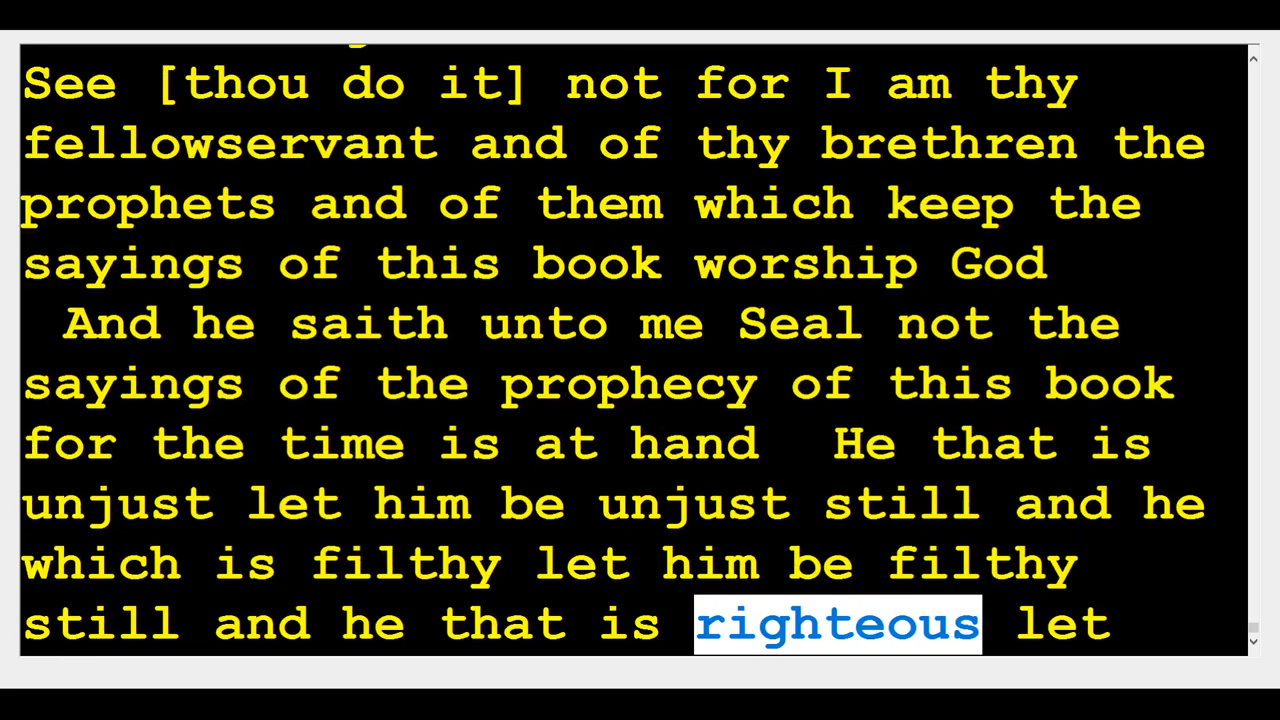 See [thou do it] not for I am thy
fellowservant and of thy brethren the
prophets and of them which keep the
sayings of this book worship God
And he saith unto me Seal not the
sayings of the prophecy of this book
for the time is at hand He that is
unjust let him be unjust still and he
which is filthy let him be filthy
still and he that is righteous let